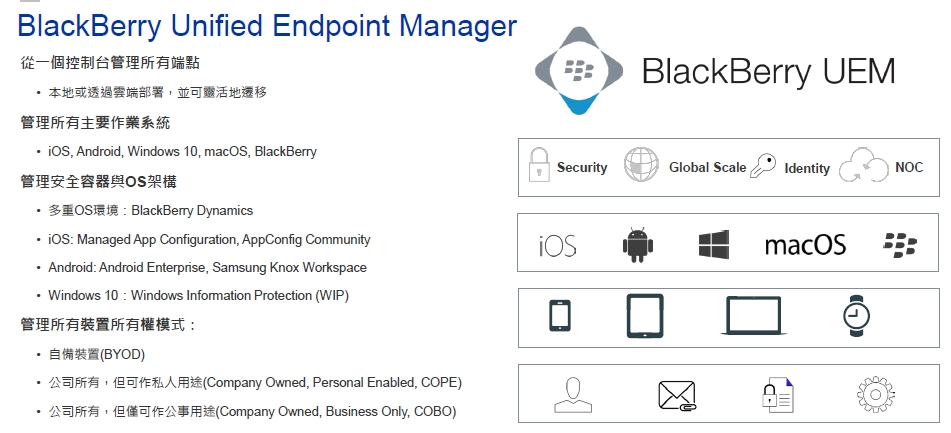 BlackBerry Unified Endpoint Manager
從一個控制台管理所有端點
• 本地或透過雲端部署，並可靈活地遷移
管理所有主要作業系統
• iOS, Android, Windows 10, macOS, BlackBerry
管理安全容器與OS架構
• 多重OS環境：BlackBerry Dynamics
• iOS: Managed App Configuration, AppConfig Community
• Android: Android Enterprise, Samsung Knox Workspace
• Windows 10：Windows Information Protection (WIP)
管理所有裝置所有權模式：
• 自備裝置(BYOD)
• 公司所有，但可作私人用途(Company Owned, Personal Enabled, COPE)
• 公司所有，但僅可作公事用途(Company Owned, Business Only, COBO)
BlackBerry UEM
Security Global Scale Identity NOC
iOS macOS